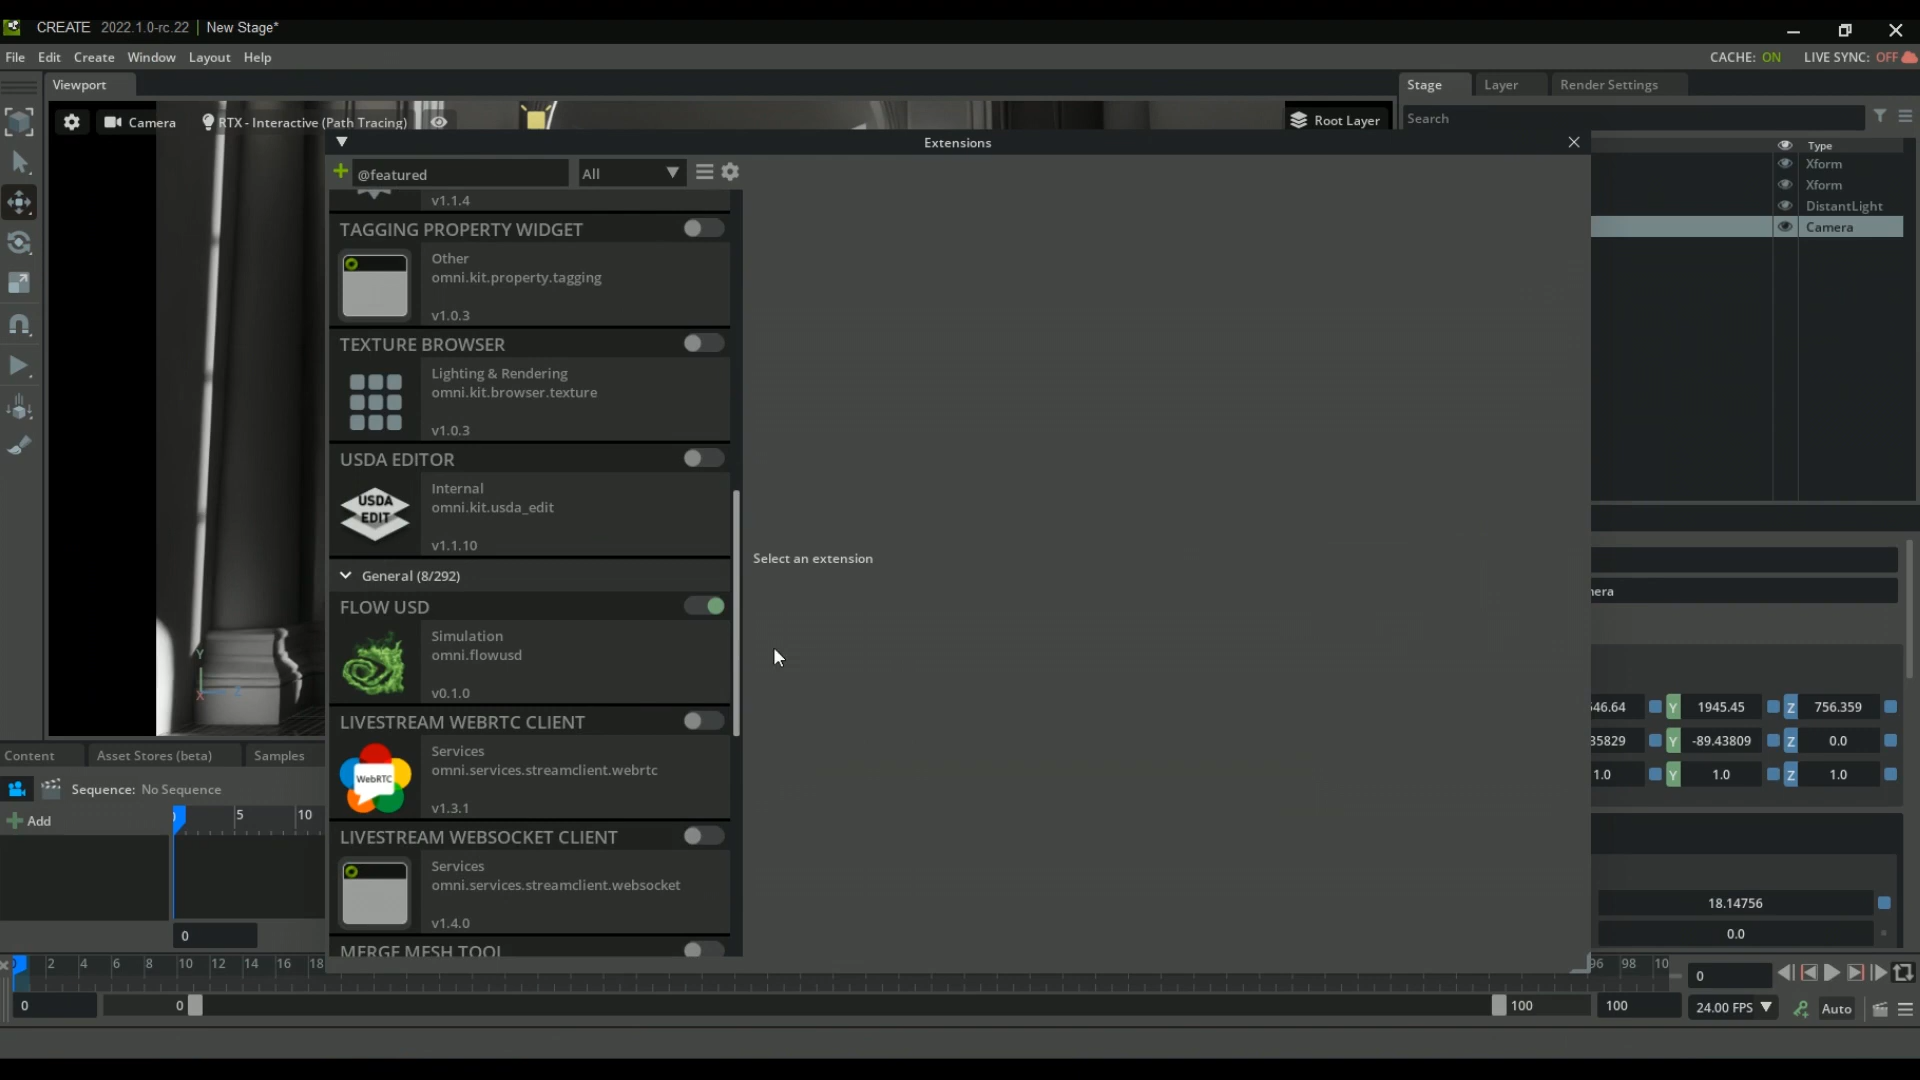 CREATE 2022.1.0-rc.22 | New Stage*
File Edit Create Window Layout Help
CACHE: ON LIVE SYNC: OFF
Viewport
Stage Layer Render Settings
Camera RTX - Interactive (Path Tracing) Root Layer
Search
Extensions
Type
@featured All
Xform
Xform
DistantLight
Camera
v1.1.4
TAGGING PROPERTY WIDGET
Other
omni.kit.property.tagging
v1.0.3
TEXTURE BROWSER
Lighting & Rendering
omni.kit.browser.texture
v1.0.3
USDA EDITOR
USDA EDIT
Internal
omni.kit.usda_edit
v1.1.10
Select an extension
General (8/292)
FLOW USD
Simulation
omni.flowusd
v0.1.0
LIVESTREAM WEBRTC CLIENT
WebRTC
Services
omni.services.streamclient.webrtc
v1.3.1
LIVESTREAM WEBSOCKET CLIENT
Services
omni.services.streamclient.websocket
v1.4.0
MERGE MESH TOOL
Y
X Z
46.64 Y 1945.45 Z 756.359
35829 Y -89.43809 Z 0.0
1.0 Y 1.0 Z 1.0
18.14756
0.0
Content Asset Stores (beta) Samples
Sequence: No Sequence
Add
5 10
0
2 4 6 8 10 12 14 16 18
96 98 10
0
0 0 100 100 24.00 FPS Auto